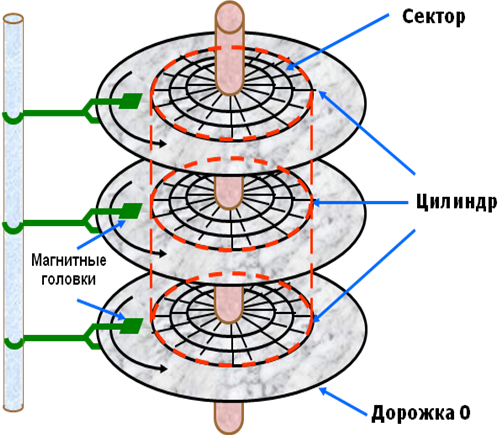 Сектор
Цилиндр
Магнитные
головки
Дорожка 0